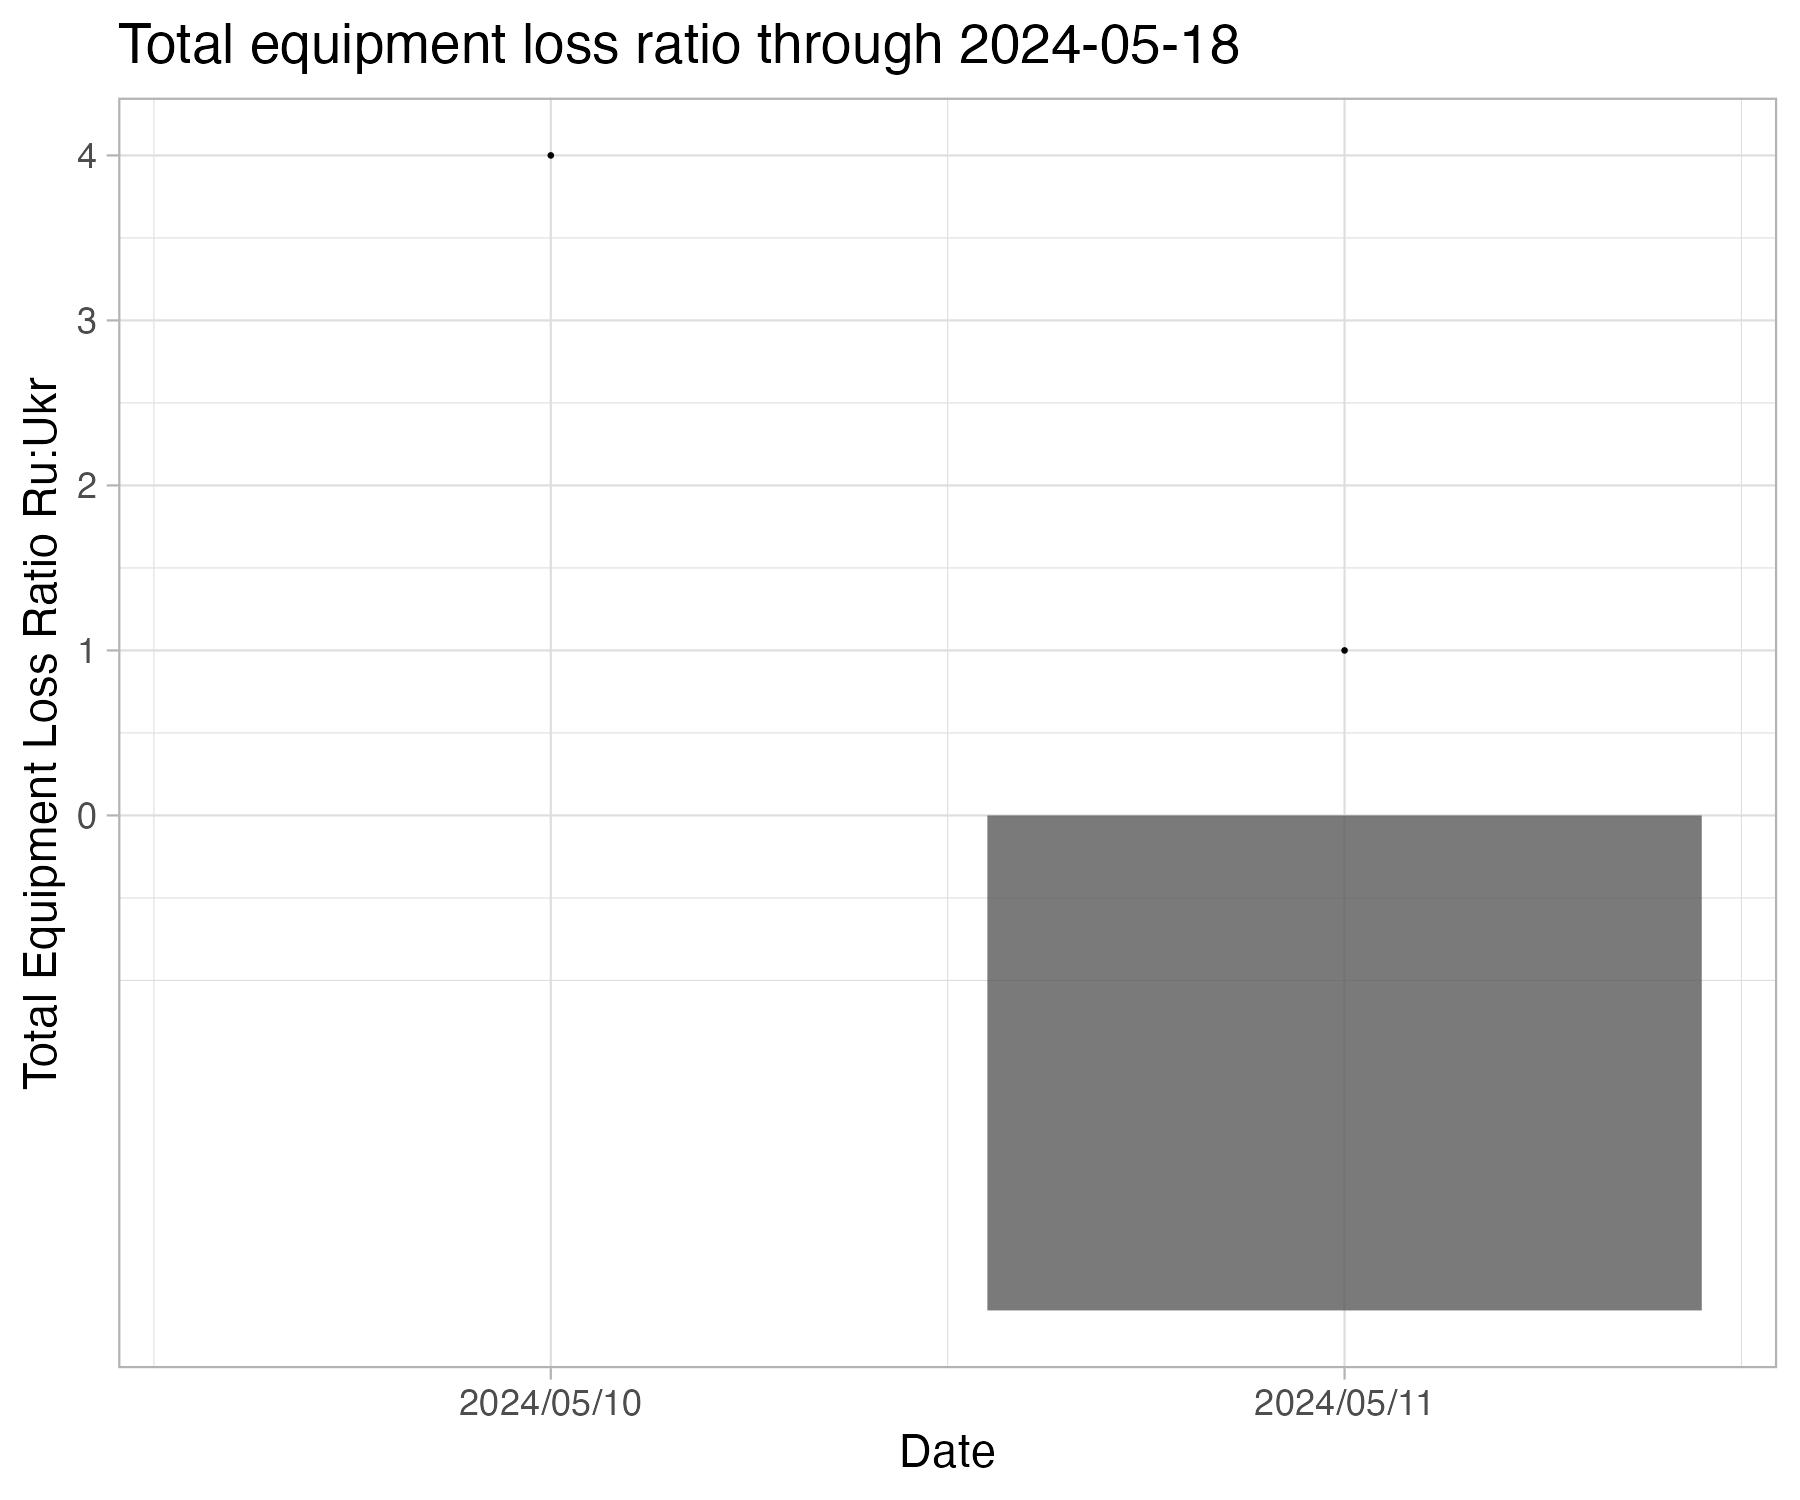 Total equipment loss ratio through 2024-05-18
Total Equipment Loss Ratio Ru:Ukr
4
3
2
1
0
2024/05/10
2024/05/11
Date